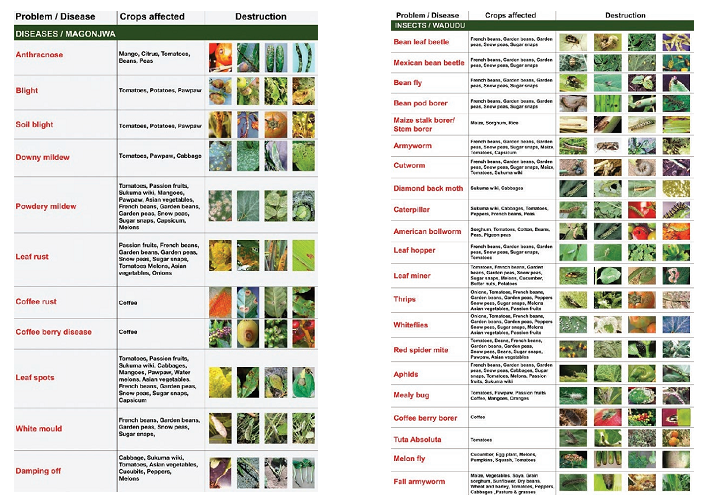 Problem / Disease Crops affected Destruction
DISEASES / MAGONJWA
Anthracnose
Mango, Citrus, Tomatoes,
Beans, Peas
Blight
Tomatoes, Potatoes, Pawpaw
Soil blight
Tomatoes, Potatoes, Pawpaw
Downy mildew
Tomatoes, Pawpaw, Cabbage
Powdery mildew
Tomatoes, Passion fruits,
Sukuma wiki, Mangoes,
Pawpaw, Asian vegetables,
French beans, Garden beans,
Garden peas, Snow peas,
Sugar snaps, Capsicum,
Melons
Leaf rust
Passion fruits, French beans,
Garden beans, Garden peas,
Snow peas, Sugar snaps,
Tomatoes Melons, Asian
vegetables, Onions
Coffee rust
Coffee
Coffee berry disease
Coffee
Leaf spots
Tomatoes, Passion fruits,
Sukuma wiki, Cabbages,
Mangoes, Pawpaw, Water
melons, Asian vegetables,
French beans, Garden peas,
Snow peas, Sugar snaps,
Capsicum
White mould
French beans, Garden beans,
Garden peas, Snow peas,
Sugar snaps,
Damping off
Cabbage, Sukuma wiki,
Tomatoes, Asian vegetables,
Cucubits, Peppers,
Melons
Problem / Disease Crops affected Destruction
INSECTS / WADUDU
Bean leaf beetle
French beans, Garden beans, Garden
peas, Snow peas, Sugar snaps
Mexican bean beetle
French beans, Garden beans, Garden
peas, Snow peas, Sugar snaps
Bean fly
French beans, Garden beans, Garden
peas, Snow peas, Sugar snaps
Bean pod borer
French beans, Garden beans, Garden
peas, Snow peas, Sugar snaps
Maize stalk borer/
Stem borer
Maize, Sorghum, Rice
Armyworm
French beans, Garden beans, Garden
peas, Snow peas, Sugar snaps, Maize,
Tomatoes, Capsicum
Cutworm
French beans, Garden beans, Garden
peas, Snow peas, Sugar snaps, Maize,
Tomatoes, Sukuma wiki
Diamond back moth
Sukuma wiki, Cabbages
Caterpillar
Sukuma wiki, Cabbages, Tomatoes,
Peppers, French beans, Peas
American bollworm
Sorghum, Tomatoes, Cotton, Beans,
Peas, Pigeon peas
Leaf hopper
French beans, Garden beans, Garden
peas, Snow peas, Sugar snaps,
Tomatoes
Leaf miner
Tomatoes, French beans, Garden
beans, Garden peas, Snow peas,
Sugar snaps, Melons, Cucumber,
Butter nuts, Potatoes
Thrips
Onions, Tomatoes, French beans,
Garden beans, Garden peas, Peppers
Snow peas, Sugar snaps, Melons
Asian vegetables, Passion fruits
Whiteflies
Onions, Tomatoes, French beans,
Garden beans, Garden peas, Peppers
Snow peas, Sugar snaps, Melons
Asian vegetables, Passion fruits
Red spider mite
Tomatoes, Beans, French beans,
Garden beans, Garden peas,
Snow peas, Beans, Sugar snaps,
Pawpaw, Asian vegetables
Aphids
French beans, Garden beans, Garden
peas, Snow peas, Cabbages, Sugar
snaps, Tomatoes, Melons, Passion
fruits, Sukuma wiki
Mealy bug
Tomatoes, Pawpaw, Passion fruits
Coffee, Mangoes, Oranges
Coffee berry borer
Coffee
Tuta Absoluta
Tomatoes
Melon fly
Cucumber, Egg plant, Melons,
Pumpkins, Squash, Tomatoes
Fall armyworm
Maize, Vegetables, Soya, Grain
sorghum, Sunflower, Dry beans,
Wheat and barley, Tomatoes, Peppers,
Cabbages ,Pasture & grasses